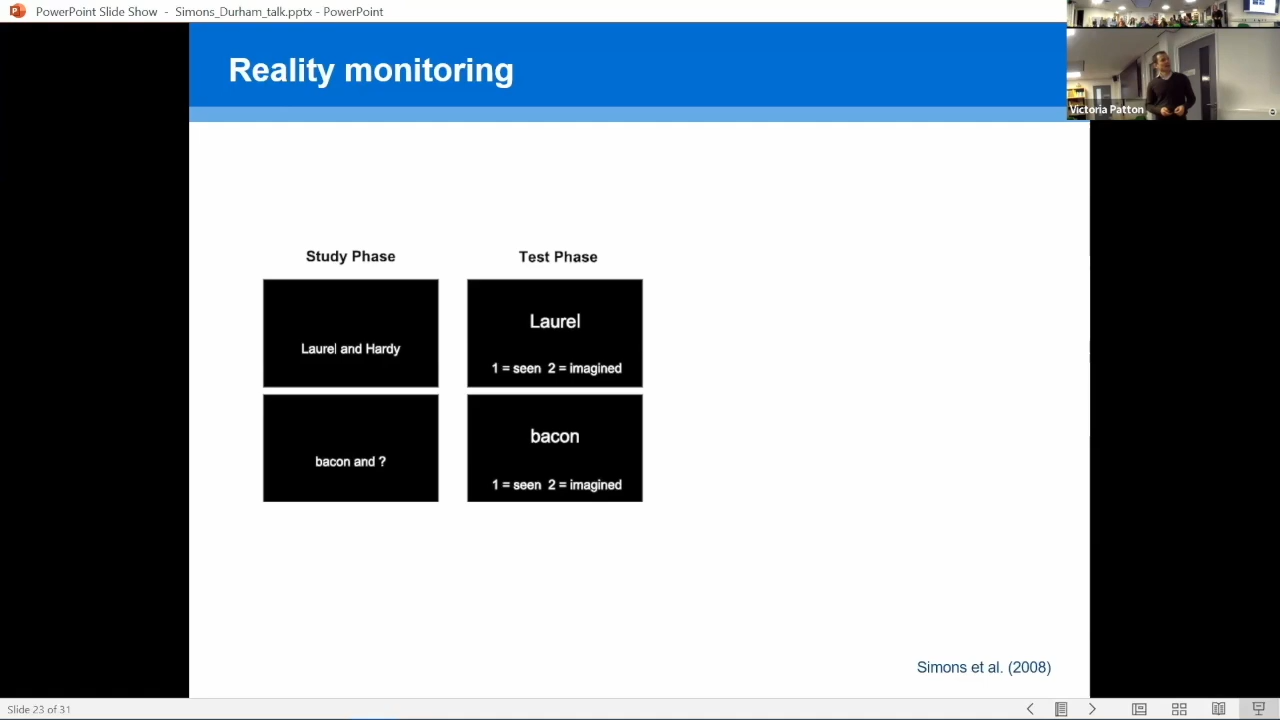 PowerPoint Slide Show - Simons_Durham_talk.pptx - PowerPoint
Reality monitoring
Victoria Patton
Study Phase
Test Phase
Laurel and Hardy
Laurel
1 = seen 2 = imagined
bacon and ?
bacon
1 = seen 2 = imagined
Simons et al. (2008)
Slide 23 of 31